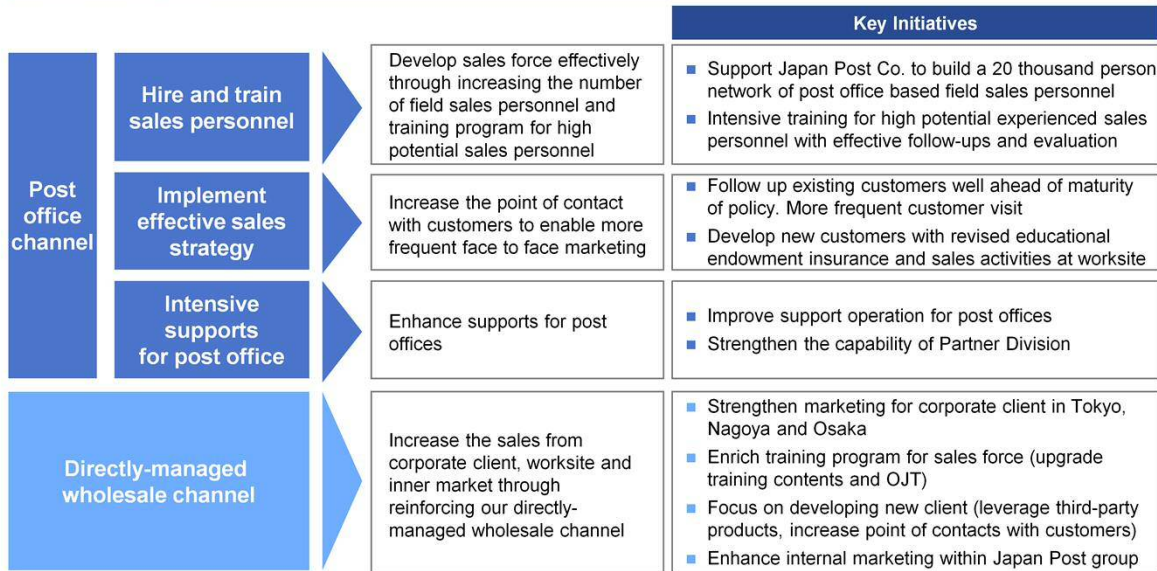 Key Initiatives
Post
office
channel
Hire and train
sales personnel
Develop sales force effectively
through increasing the number
of field sales personnel and
training program for high
potential sales personnel
■ Support Japan Post Co. to build a 20 thousand person
network of post office based field sales personnel
■ Intensive training for high potential experienced sales
personnel with effective follow-ups and evaluation
Implement
effective sales
strategy
Increase the point of contact
with customers to enable more
frequent face to face marketing
■ Follow up existing customers well ahead of maturity
of policy. More frequent customer visit
■ Develop new customers with revised educational
endowment insurance and sales activities at worksite
Intensive
supports
for post office
Enhance supports for post
offices
■ Improve support operation for post offices
■ Strengthen the capability of Partner Division
Directly-managed
wholesale channel
Increase the sales from
corporate client, worksite and
inner market through
reinforcing our directly-
managed wholesale channel
■ Strengthen marketing for corporate client in Tokyo,
Nagoya and Osaka
■ Enrich training program for sales force (upgrade
training contents and OJT)
■ Focus on developing new client (leverage third-party
products, increase point of contacts with customers)
■ Enhance internal marketing within Japan Post group